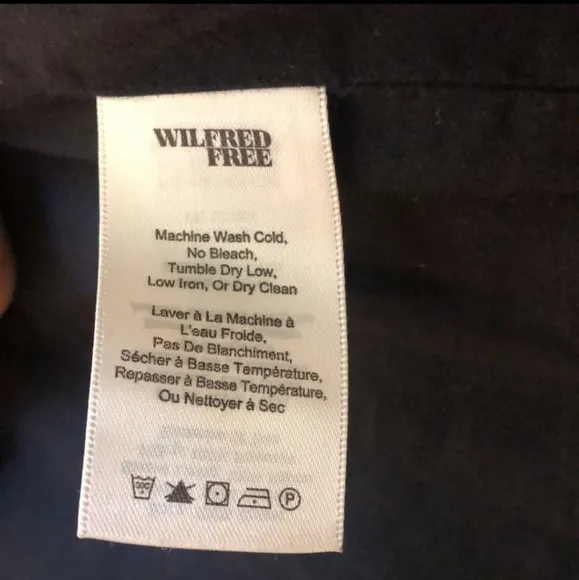 WILFRED
FREE
Machine Wash Cold,
No Bleach,
Tumble Dry Low,
Low Iron, Or Dry Clean
Laver à La Machine à
L'eau Froide,
Pas De Blanchiment,
Sécher à Basse Température,
Repasser à Basse Température,
Ou Nettoyer à Sec
30C
P